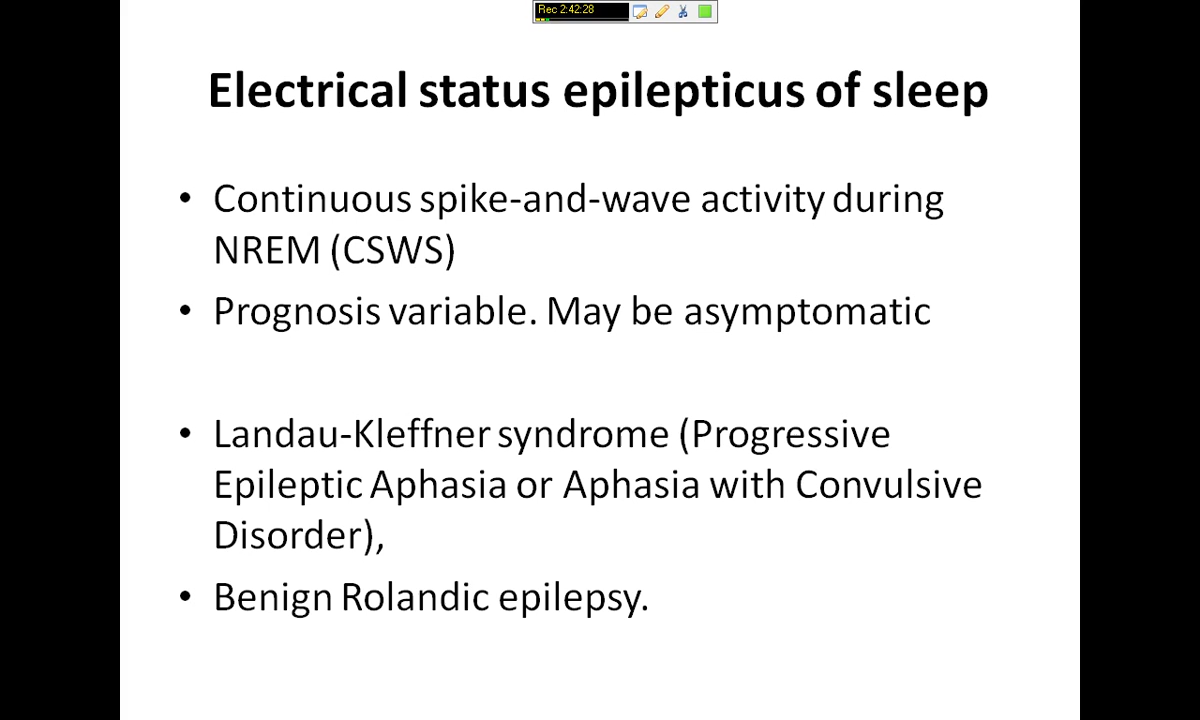 Rec 2:42:28
Electrical status epilepticus of sleep
• Continuous spike-and-wave activity during
NREM (CSWS)
• Prognosis variable. May be asymptomatic
• Landau-Kleffner syndrome (Progressive
Epileptic Aphasia or Aphasia with Convulsive
Disorder),
• Benign Rolandic epilepsy.